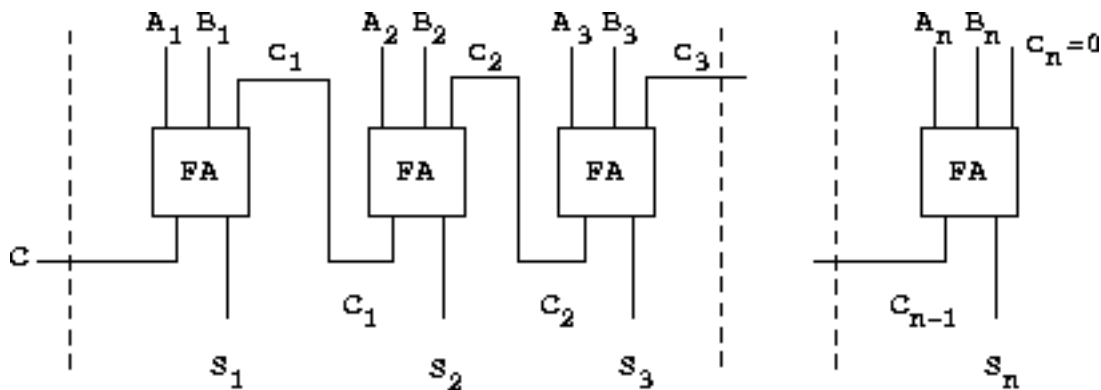 A1 B1 A2 B2 A3 B3 An Bn
C1 C2 C3 Cn=0
FA FA FA FA
C
C1 C2 Cn-1
S1 S2 S3 Sn